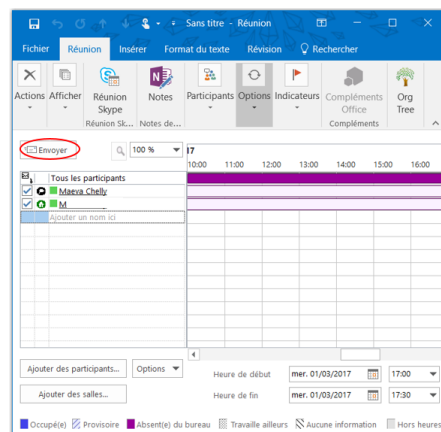 Sans titre - Réunion
Fichier Réunion Insérer Format du texte Révision Rechercher
Actions Afficher Réunion Skype Notes Participants Options Indicateurs Compléments Office Org Tree
Réunion Sk... Notes de... Compléments
Envoyer 100 % 17
10:00 11:00 12:00 13:00 14:00 15:00 16:00
Tous les participants
Maeva Chelly
M
Ajouter un nom ici
Ajouter des participants... Options Heure de début mer. 01/03/2017 17:00
Ajouter des salles... Heure de fin mer. 01/03/2017 17:30
Occupé(e) Provisoire Absent(e) du bureau Travaille ailleurs Aucune information Hors heures